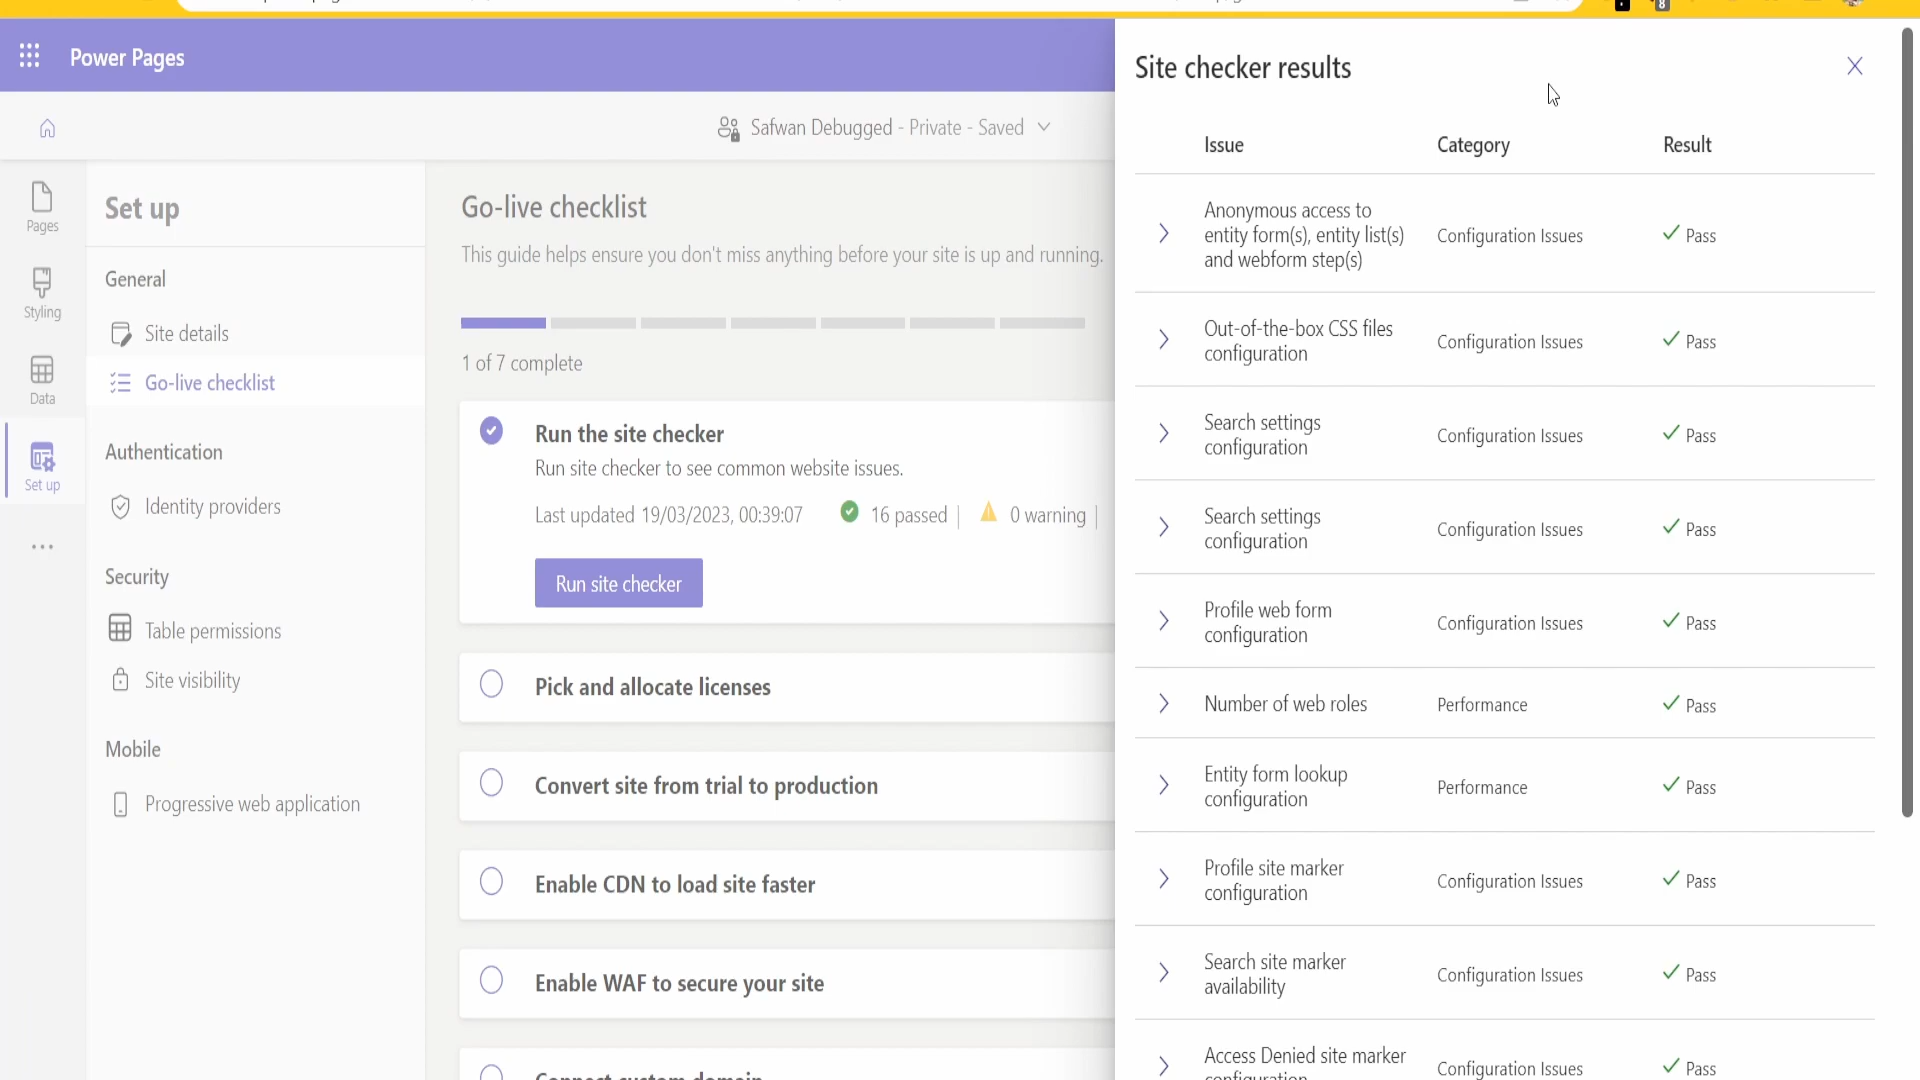 8
Power Pages
Safwan Debugged - Private - Saved
Pages
Styling
Data
Set up
Set up
General
Site details
Go-live checklist
Authentication
Identity providers
Security
Table permissions
Site visibility
Mobile
Progressive web application
Go-live checklist
This guide helps ensure you don't miss anything before your site is up and running.
1 of 7 complete
Run the site checker
Run site checker to see common website issues.
Last updated 19/03/2023, 00:39:07 16 passed | 0 warning |
Run site checker
Pick and allocate licenses
Convert site from trial to production
Enable CDN to load site faster
Enable WAF to secure your site
Connect custom domain
Site checker results
Issue Category Result
Anonymous access to
entity form(s), entity list(s)
and webform step(s)
Configuration Issues
Pass
Out-of-the-box CSS files
configuration
Configuration Issues
Pass
Search settings
configuration
Configuration Issues
Pass
Search settings
configuration
Configuration Issues
Pass
Profile web form
configuration
Configuration Issues
Pass
Number of web roles
Performance
Pass
Entity form lookup
configuration
Performance
Pass
Profile site marker
configuration
Configuration Issues
Pass
Search site marker
availability
Configuration Issues
Pass
Access Denied site marker
configuration
Configuration Issues
Pass